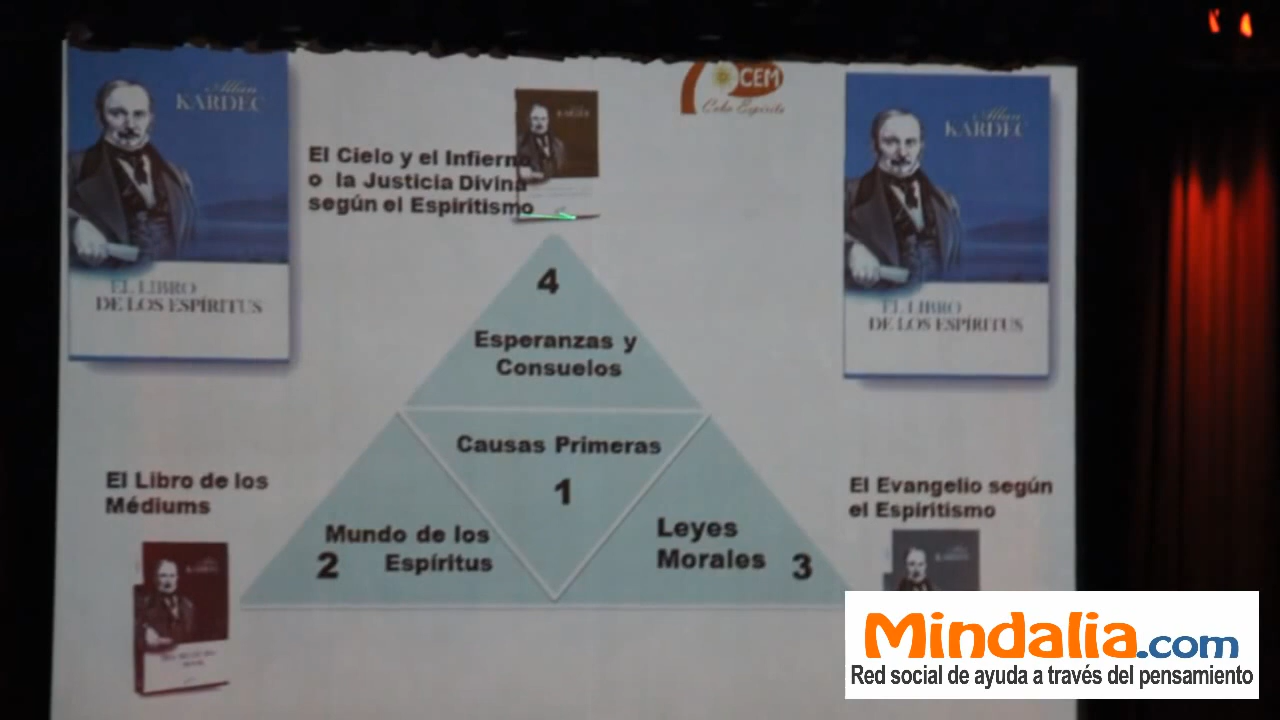 Allan
KARDEC
EL LIBRO
DE LOS ESPÍRITUS
El Cielo y el Infierno
o la Justicia Divina
según el Espiritismo
CEM
Allan
KARDEC
EL LIBRO
DE LOS ESPÍRITUS
4
Esperanzas y
Consuelos
Causas Primeras
1
Mundo de los
2 Espíritus
Leyes
Morales 3
El Libro de los
Médiums
El Evangelio según
el Espiritismo
Mindalia.com
Red social de ayuda a través del pensamiento